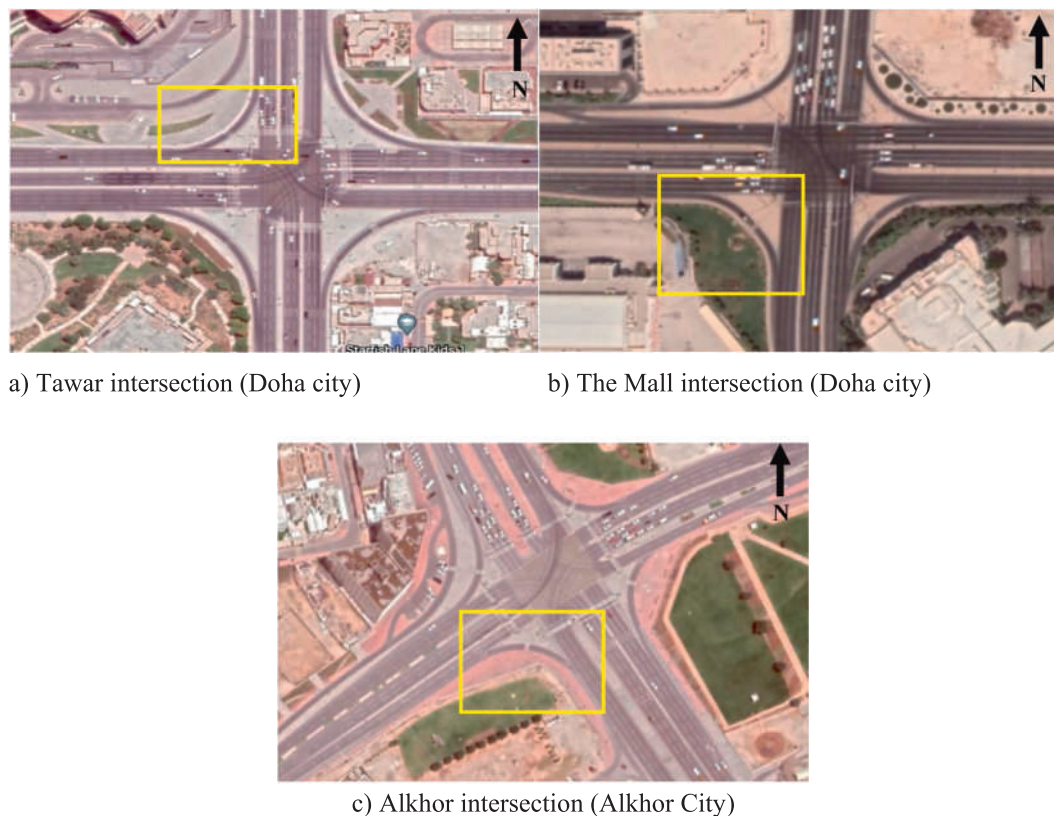 N
N
a) Tawar intersection (Doha city)
b) The Mall intersection (Doha city)
N
c) Alkhor intersection (Alkhor City)